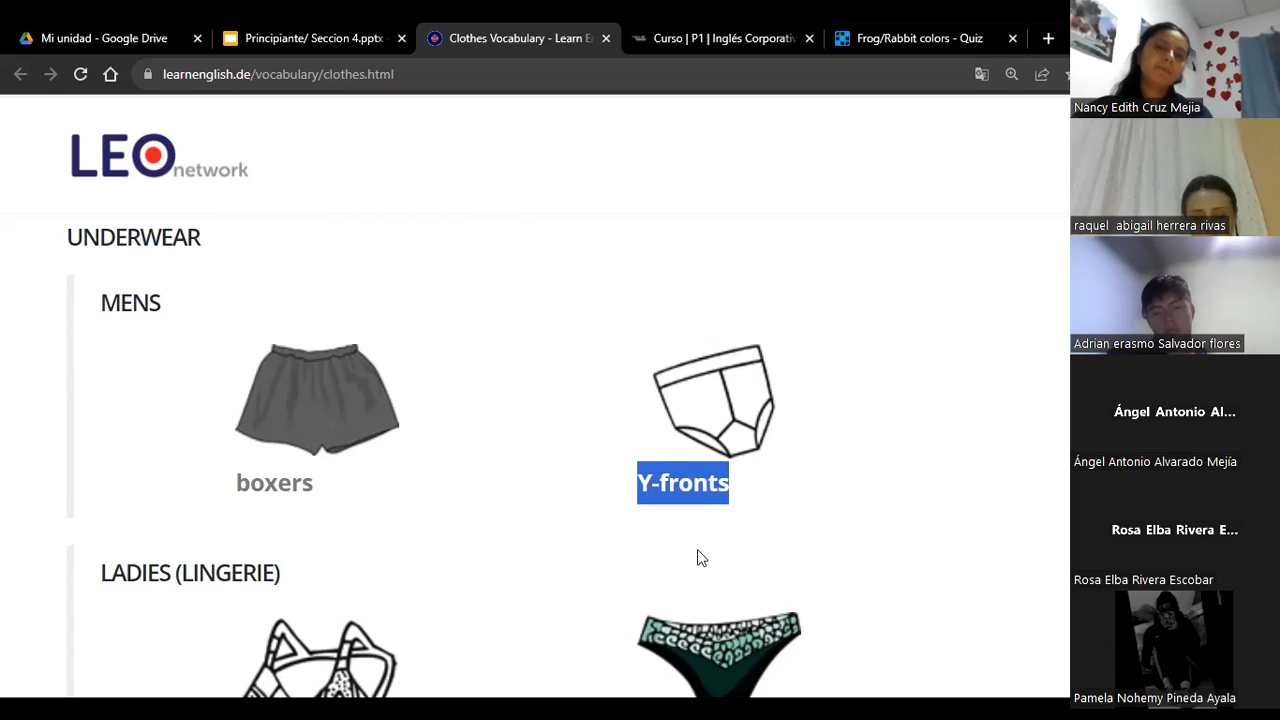 Mi unidad - Google Drive
Principiante/ Seccion 4.pptx
Clothes Vocabulary - Learn E
Curso | P1 | Inglés Corporativ
Frog/Rabbit colors - Quiz
learnenglish.de/vocabulary/clothes.html
LEO network
UNDERWEAR
MENS
boxers
Y-fronts
LADIES (LINGERIE)
Nancy Edith Cruz Mejia
raquel abigail herrera rivas
Adrian erasmo Salvador flores
Ángel Antonio Al...
Ángel Antonio Alvarado Mejía
Rosa Elba Rivera E...
Rosa Elba Rivera Escobar
Pamela Nohemy Pineda Ayala